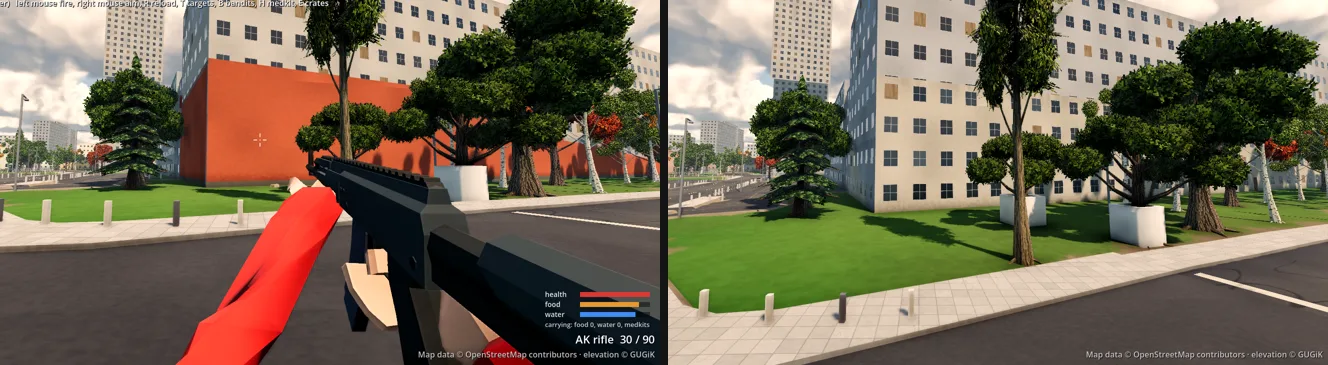 er) left mouse fire, right mouse aim, R reload, T targets, B bandits, H medkit, E crates
health
food
water
carrying: food 0, water 0, medkits
AK rifle 30 / 90
Map data © OpenStreetMap contributors · elevation © GUGiK
Map data © OpenStreetMap contributors · elevation © GUGiK